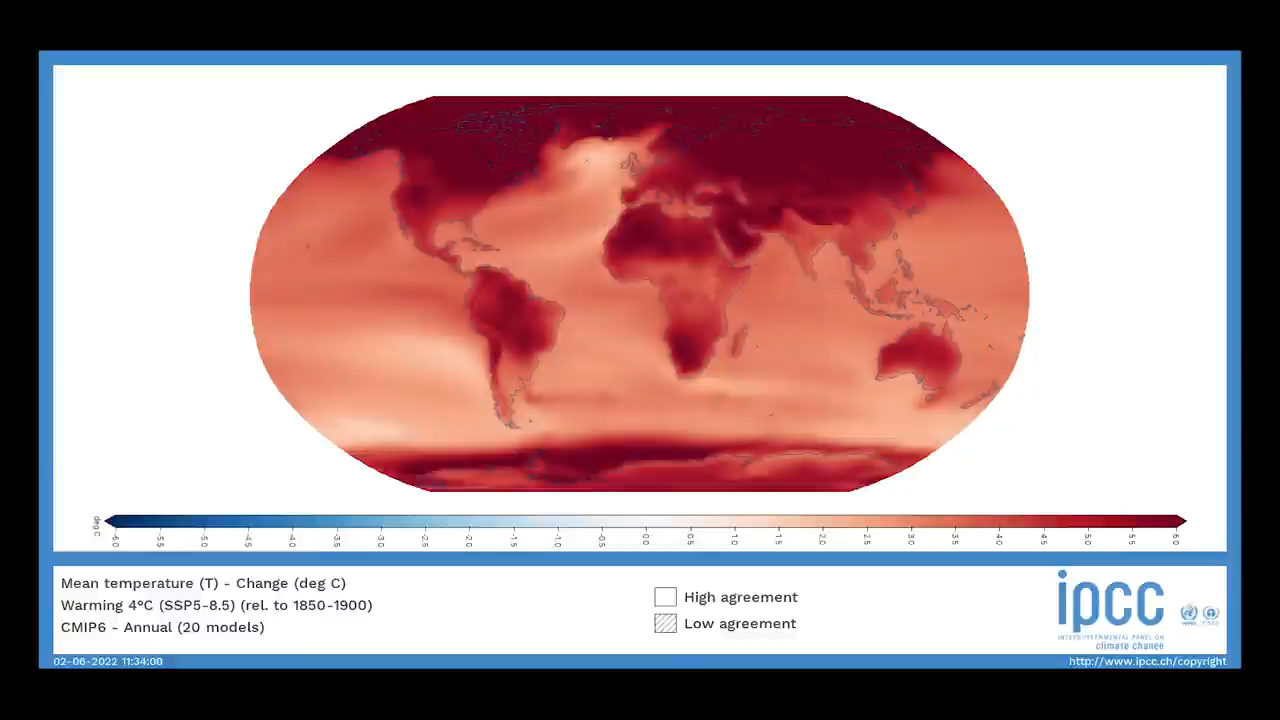 deg C
-6.0 -5.5 -5.0 -4.5 -4.0 -3.5 -3.0 -2.5 -2.0 -1.5 -1.0 -0.5 0.0 0.5 1.0 1.5 2.0 2.5 3.0 3.5 4.0 4.5 5.0 5.5 6.0
Mean temperature (T) - Change (deg C)
Warming 4°C (SSP5-8.5) (rel. to 1850-1900)
CMIP6 - Annual (20 models)
High agreement
Low agreement
ipcc
INTERGOVERNMENTAL PANEL ON
climate change
WMO
02-06-2022 11:34:00
http://www.ipcc.ch/copyright